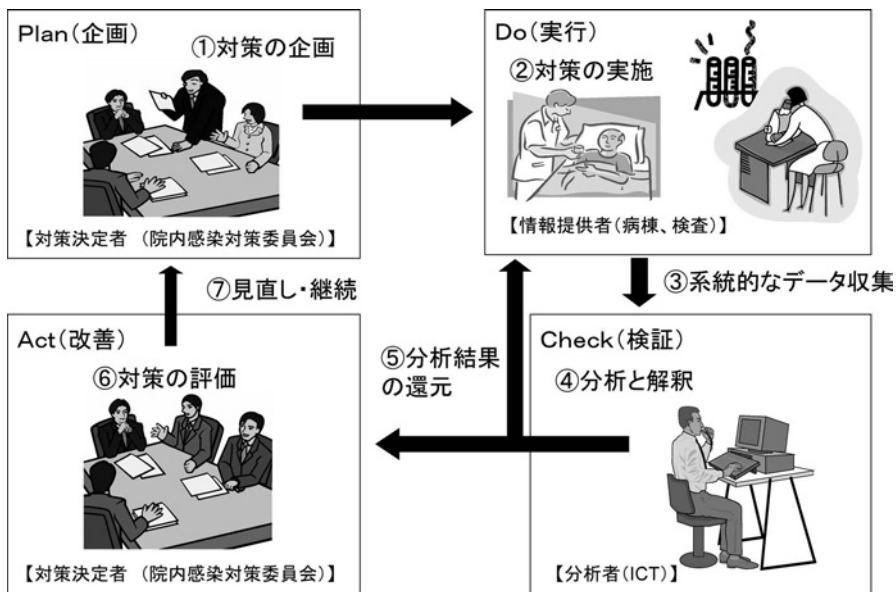 Plan(企画)
①対策の企画
【対策決定者 (院内感染対策委員会)】
Do(実行)
②対策の実施
【情報提供者(病棟、検査)】
③系統的なデータ収集
Check(検証)
④分析と解釈
【分析者(ICT)】
⑤分析結果
の還元
Act(改善)
⑥対策の評価
【対策決定者 (院内感染対策委員会)】
⑦見直し・継続